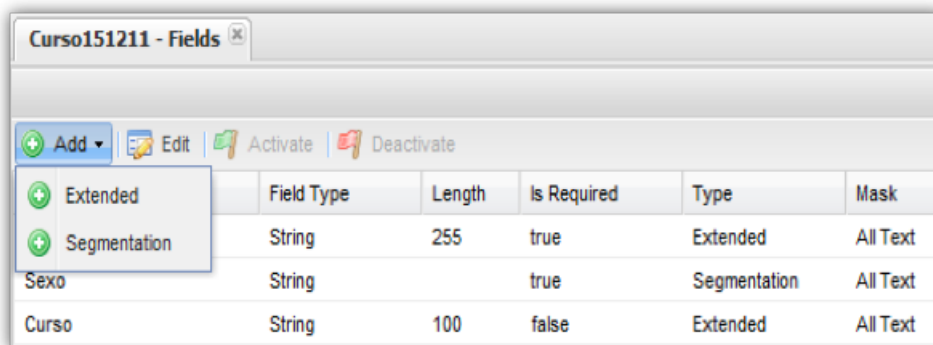 Curso151211 - Fields
Add Edit Activate Deactivate
Extended
Segmentation
Field Type Length Is Required Type Mask
String 255 true Extended All Text
Sexo String true Segmentation All Text
Curso String 100 false Extended All Text